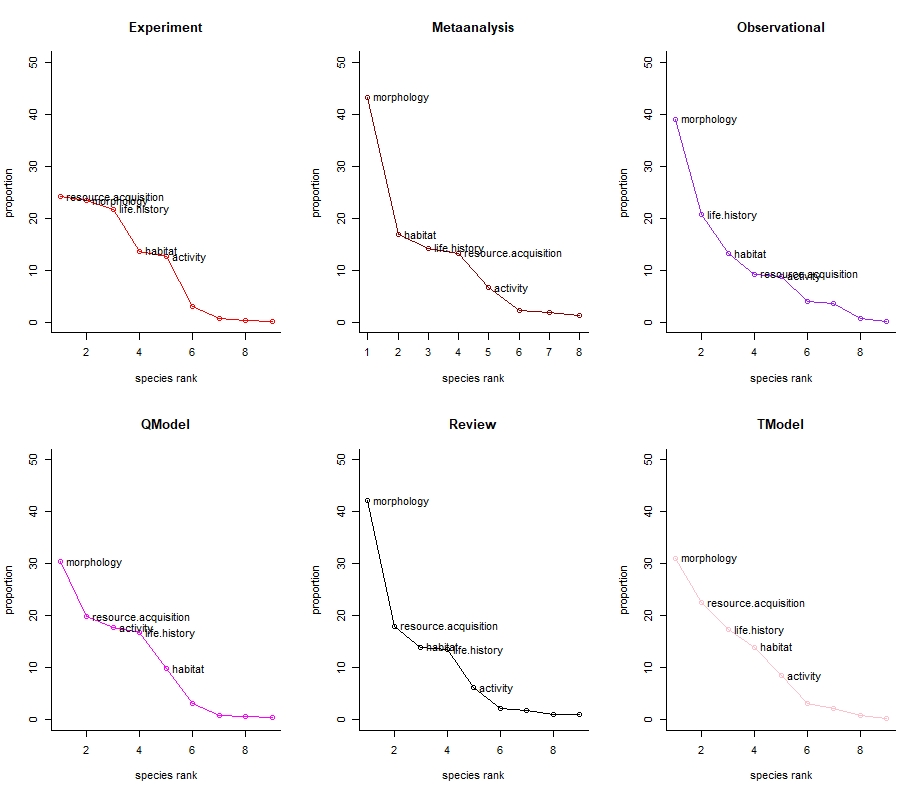 Experiment
proportion
50
40
30
20
10
0
resource.acquisition
morphology
life.history
habitat
activity
2 4 6 8
species rank
Metaanalysis
proportion
50
40
30
20
10
0
morphology
habitat
life.history
resource.acquisition
activity
1 2 3 4 5 6 7 8
species rank
Observational
proportion
50
40
30
20
10
0
morphology
life.history
habitat
resource.acquisition
activity
2 4 6 8
species rank
QModel
proportion
50
40
30
20
10
0
morphology
resource.acquisition
activity
life.history
habitat
2 4 6 8
species rank
Review
proportion
50
40
30
20
10
0
morphology
resource.acquisition
habitat
life.history
activity
2 4 6 8
species rank
TModel
proportion
50
40
30
20
10
0
morphology
resource.acquisition
life.history
habitat
activity
2 4 6 8
species rank